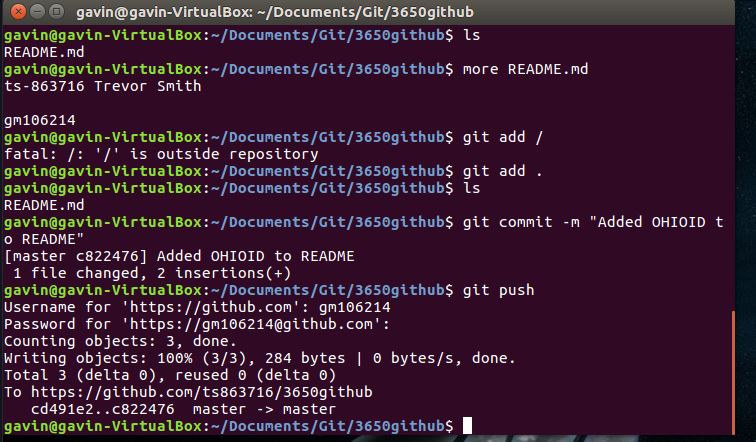 gavin@gavin-VirtualBox: ~/Documents/Git/3650github
gavin@gavin-VirtualBox:~/Documents/Git/3650github$ ls
README.md
gavin@gavin-VirtualBox:~/Documents/Git/3650github$ more README.md
ts-863716 Trevor Smith
gm106214
gavin@gavin-VirtualBox:~/Documents/Git/3650github$ git add /
fatal: /: '/' is outside repository
gavin@gavin-VirtualBox:~/Documents/Git/3650github$ git add .
gavin@gavin-VirtualBox:~/Documents/Git/3650github$ ls
README.md
gavin@gavin-VirtualBox:~/Documents/Git/3650github$ git commit -m "Added OHIOID t
o README"
[master c822476] Added OHIOID to README
 1 file changed, 2 insertions(+)
gavin@gavin-VirtualBox:~/Documents/Git/3650github$ git push
Username for 'https://github.com': gm106214
Password for 'https://gm106214@github.com':
Counting objects: 3, done.
Writing objects: 100% (3/3), 284 bytes | 0 bytes/s, done.
Total 3 (delta 0), reused 0 (delta 0)
To https://github.com/ts863716/3650github
   cd491e2..c822476  master -> master
gavin@gavin-VirtualBox:~/Documents/Git/3650github$